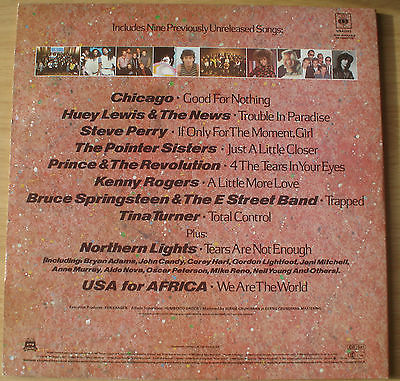 Includes Nine Previously Unreleased Songs:
CBS
Chicago · Good For Nothing
Huey Lewis & The News · Trouble In Paradise
Steve Perry · If Only For The Moment, Girl
The Pointer Sisters · Just A Little Closer
Prince & The Revolution · 4 The Tears In Your Eyes
Kenny Rogers · A Little More Love
Bruce Springsteen & The E Street Band · Trapped
Tina Turner · Total Control
Plus:
Northern Lights · Tears Are Not Enough
(Including: Bryan Adams, John Candy, Corey Hart, Gordon Lightfoot, Joni Mitchell,
Anne Murray, Aldo Nova, Oscar Peterson, Mike Reno, Neil Young And Others).
USA for AFRICA · We Are The World